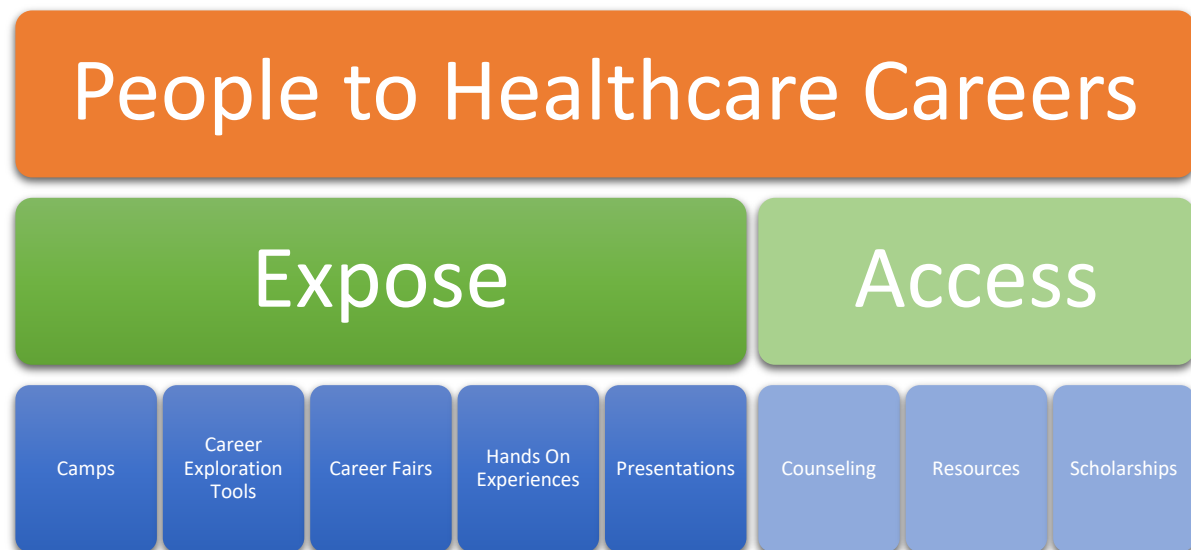 People to Healthcare Careers
Expose
Access
Camps
Career
Exploration
Tools
Career Fairs
Hands On
Experiences
Presentations
Counseling
Resources
Scholarships